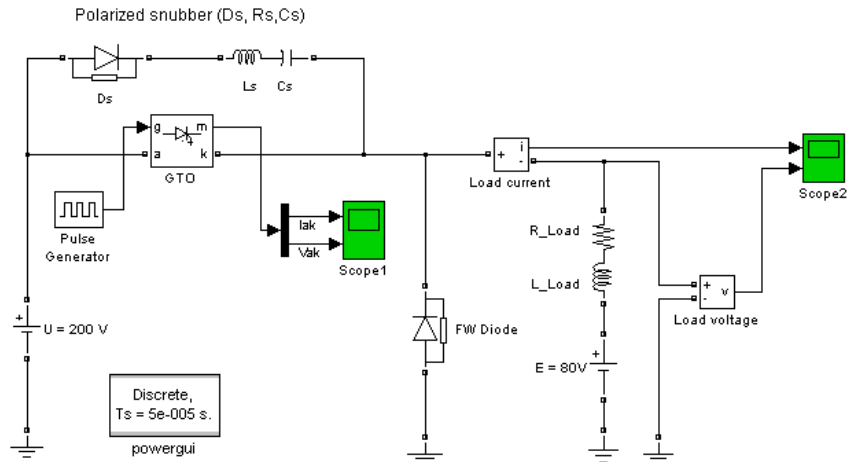 Polarized snubber (Ds, Rs,Cs)
Ds
Ls
Cs
g
m
a
k
GTO
Pulse
Generator
Iak
Vak
Scope1
+
i
-
Load current
Scope2
R_Load
L_Load
+
-
v
Load voltage
+
U = 200 V
FW Diode
+
E = 80V
Discrete,
Ts = 5e-005 s.
powergui